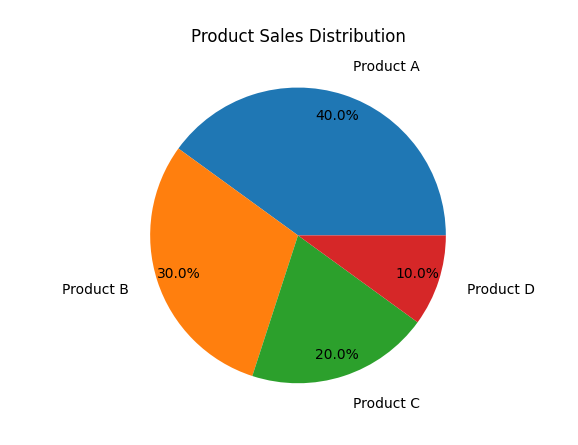 Product Sales Distribution
Product A
40.0%
30.0%
Product B
10.0%
Product D
20.0%
Product C